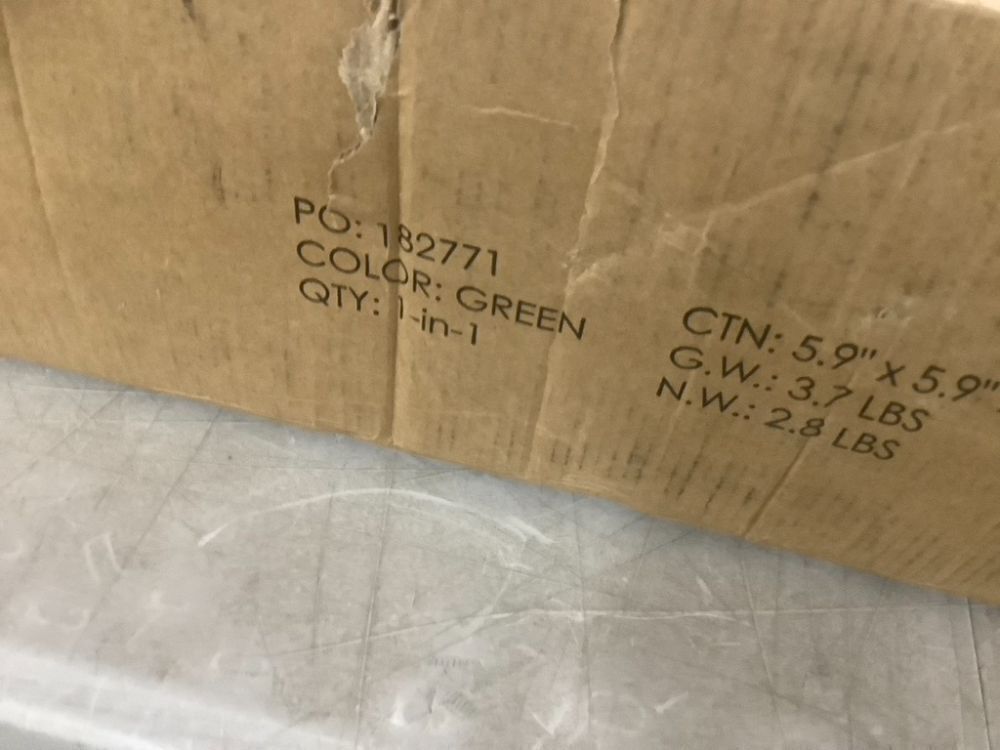 PO: 182771
COLOR: GREEN
QTY: 1-in-1
CTN: 5.9" X 5.9"
G.W.: 3.7 LBS
N.W.: 2.8 LBS